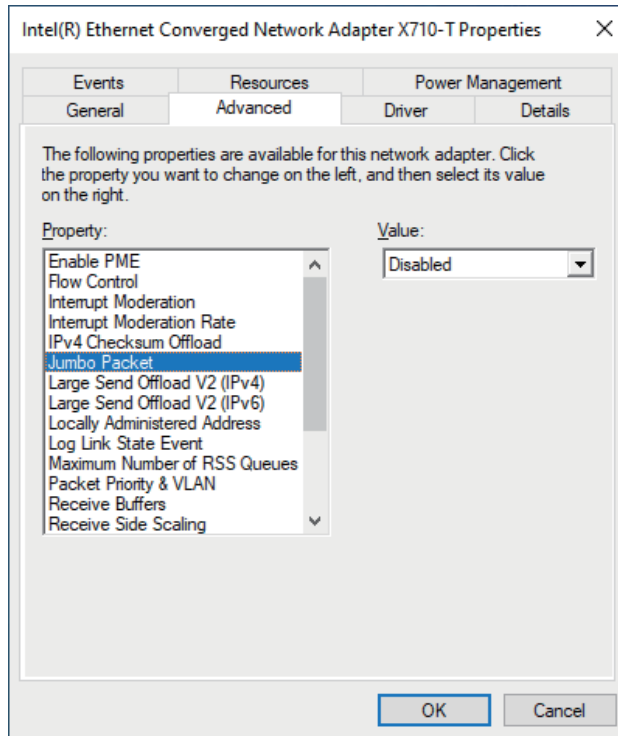 Intel(R) Ethernet Converged Network Adapter X710-T Properties
Events Resources Power Management
General Advanced Driver Details
The following properties are available for this network adapter. Click
the property you want to change on the left, and then select its value
on the right.
Property: Value:
Enable PME Disabled
Flow Control
Interrupt Moderation
Interrupt Moderation Rate
IPv4 Checksum Offload
Jumbo Packet
Large Send Offload V2 (IPv4)
Large Send Offload V2 (IPv6)
Locally Administered Address
Log Link State Event
Maximum Number of RSS Queues
Packet Priority & VLAN
Receive Buffers
Receive Side Scaling
OK Cancel